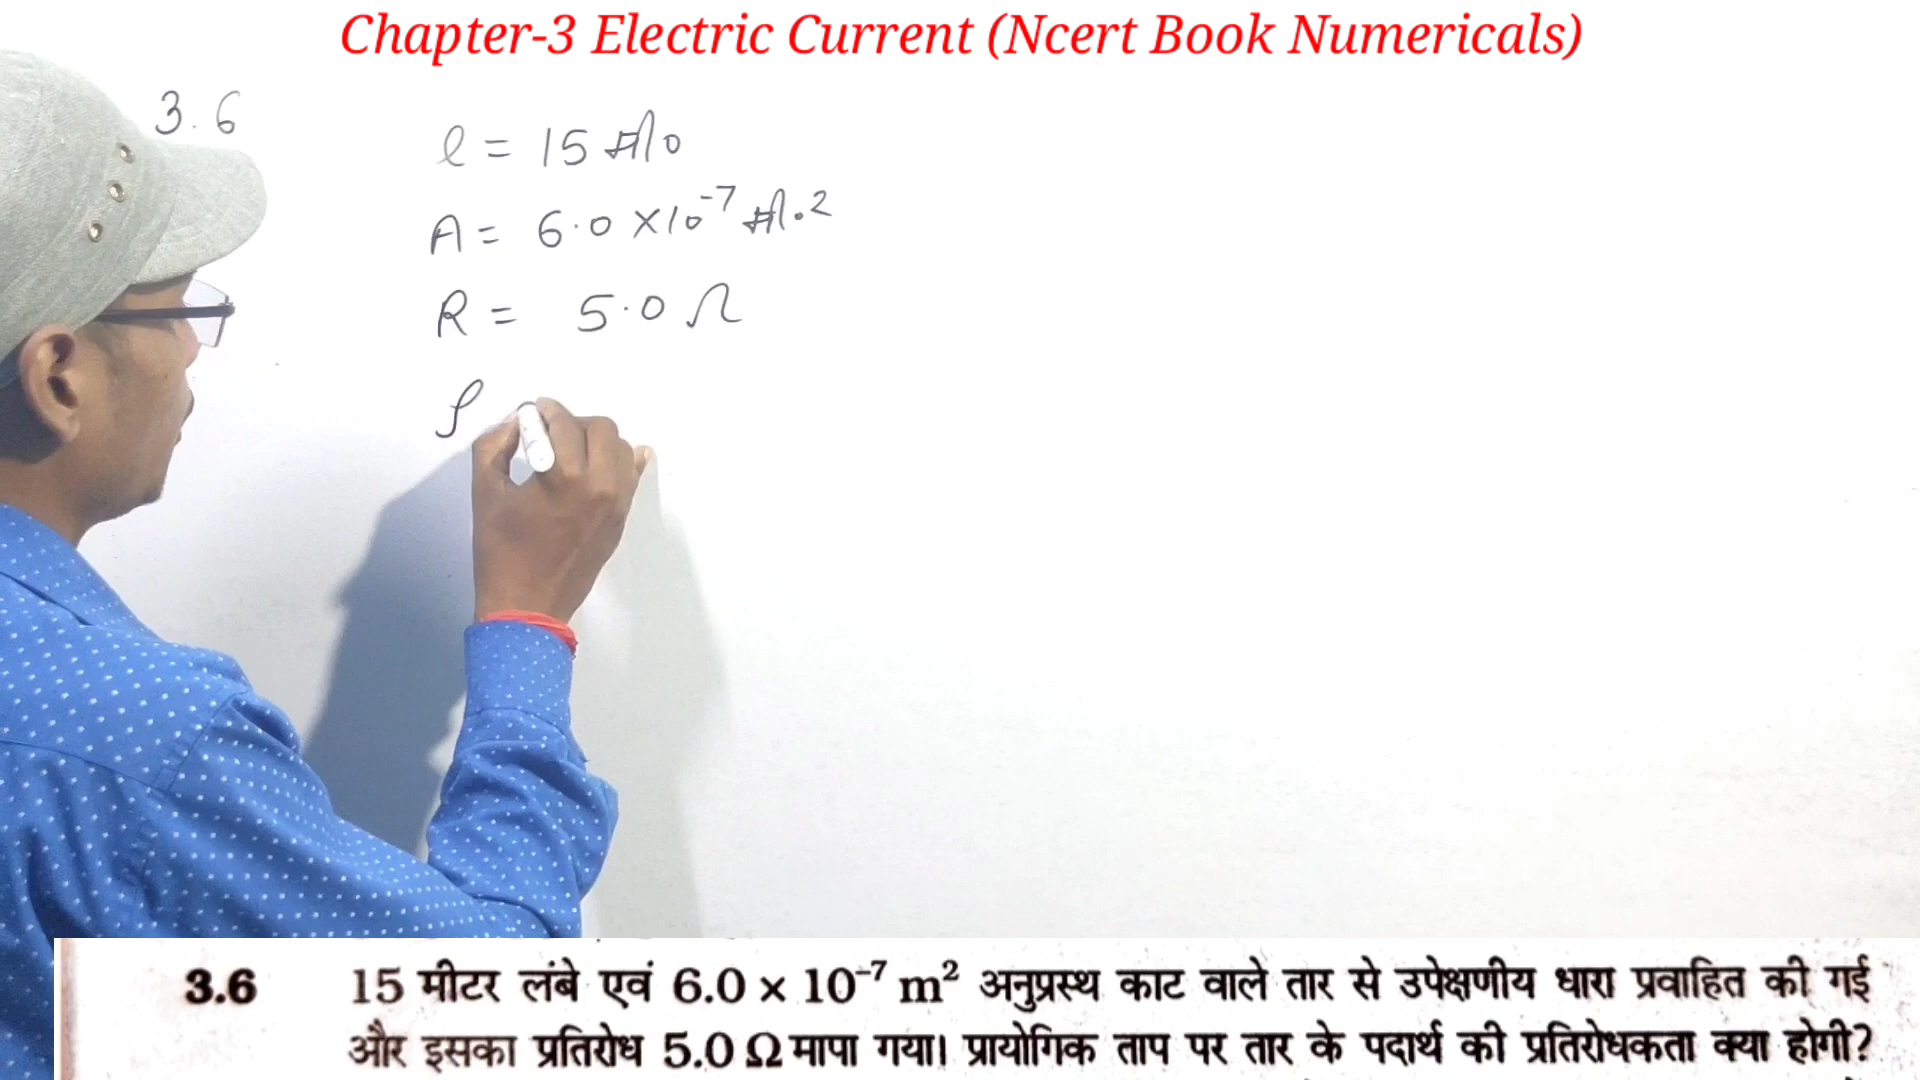 Chapter-3 Electric Current (Ncert Book Numericals)
3.6
l = 15 मी०
A = 6.0 ×10⁻⁷ मी.²
R = 5.0 Ω
ρ
3.6 15 मीटर लंबे एवं 6.0 × 10⁻⁷ m² अनुप्रस्थ काट वाले तार से उपेक्षणीय धारा प्रवाहित की गई
और इसका प्रतिरोध 5.0 Ω मापा गया। प्रायोगिक ताप पर तार के पदार्थ की प्रतिरोधकता क्या होगी?